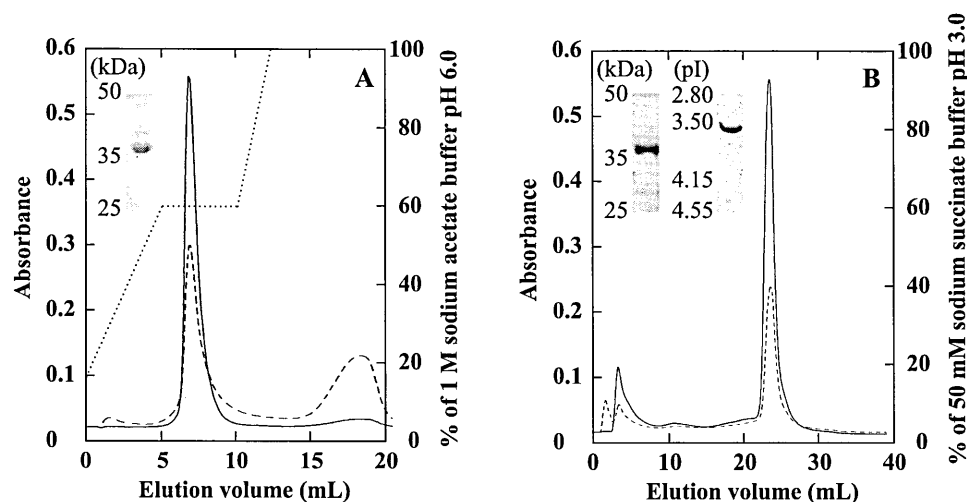 A
(kDa)
50
35
25
0.6
0.5
0.4
0.3
0.2
0.1
0
Absorbance
100
80
60
40
20
0
% of 1 M sodium acetate buffer pH 6.0
0 5 10 15 20
Elution volume (mL)
B
(kDa) (pI)
50 2.80
3.50
35
4.15
25 4.55
0.6
0.5
0.4
0.3
0.2
0.1
0
Absorbance
100
80
60
40
20
0
% of 50 mM sodium succinate buffer pH 3.0
0 10 20 30 40
Elution volume (mL)